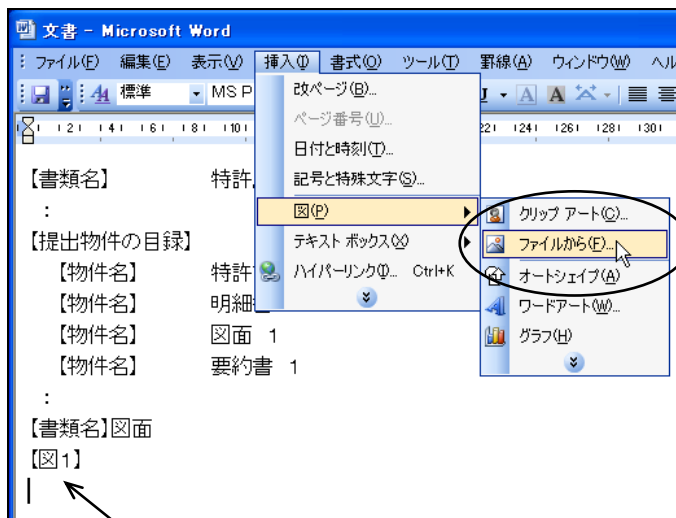 文書 - Microsoft Word
ファイル(F) 編集(E) 表示(V) 挿入(I) 書式(O) ツール(T) 罫線(A) ウィンドウ(W)
標準 MS P
改ページ(B)...
ページ番号(U)...
日付と時刻(T)...
記号と特殊文字(S)...
図(P)
テキスト ボックス(X)
ハイパーリンク(I)... Ctrl+K
クリップ アート(C)...
ファイルから(F)...
オートシェイプ(A)
ワードアート(W)...
グラフ(H)
【書類名】 特許
:
【提出物件の目録】
【物件名】 特許
【物件名】 明細
【物件名】 図面 1
【物件名】 要約書 1
:
【書類名】図面
【図1】